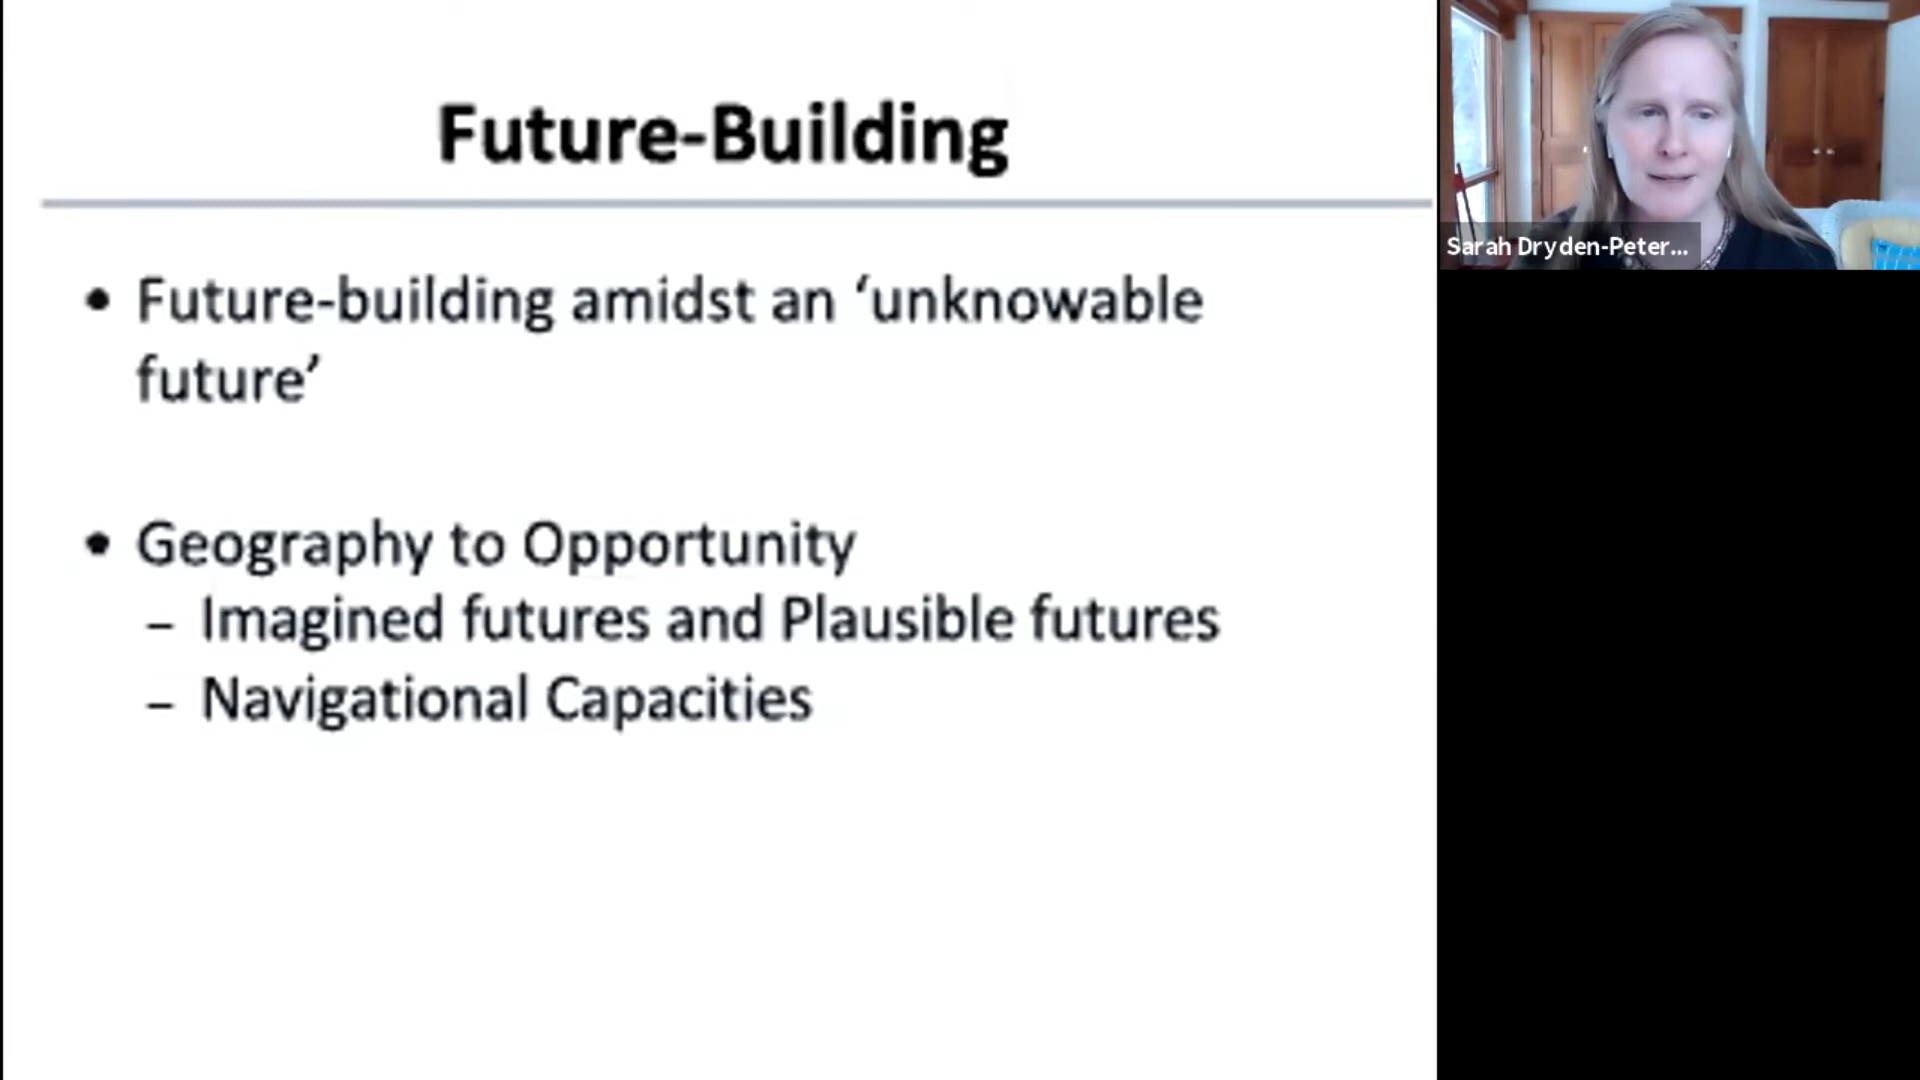 Future-Building
• Future-building amidst an ‘unknowable
future’
• Geography to Opportunity
– Imagined futures and Plausible futures
– Navigational Capacities
Sarah Dryden-Peter...